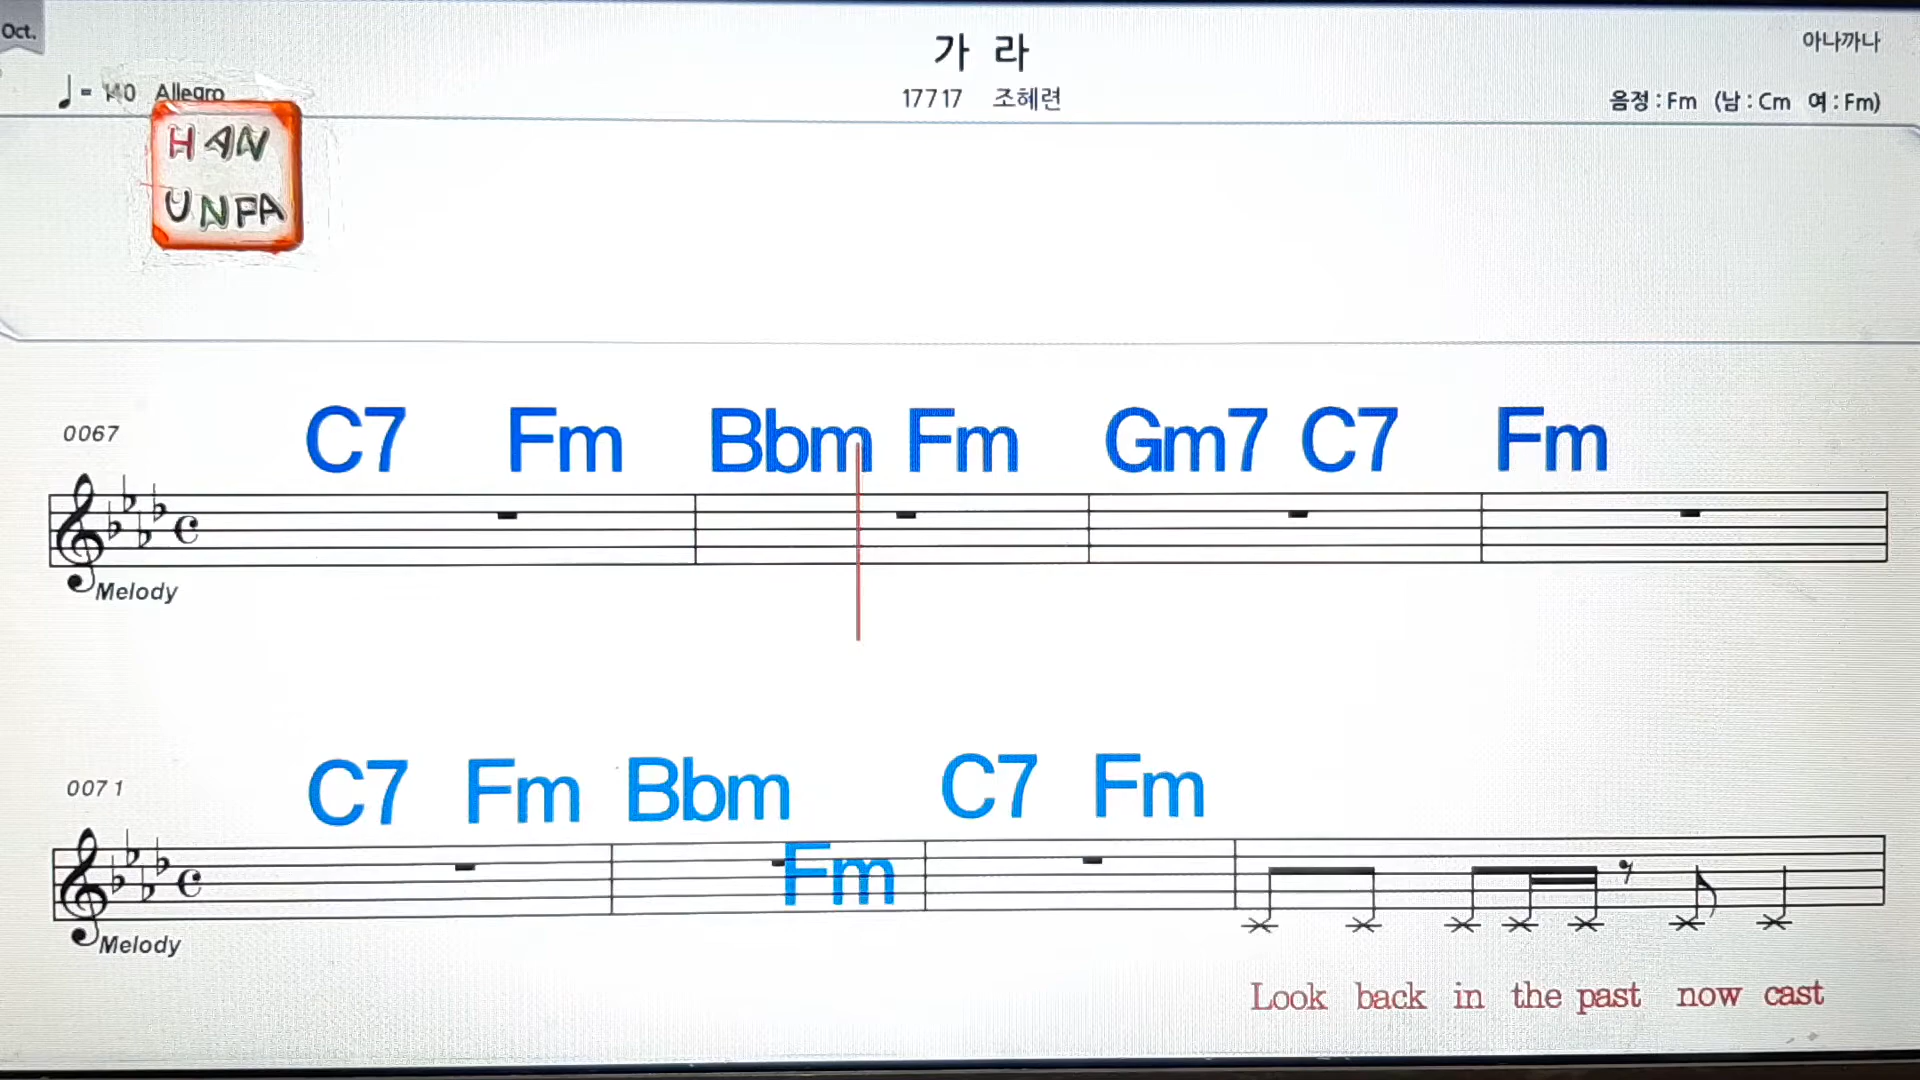 Oct.
가 라
아나까나
♩= 140 Allegro
17717 조혜련
음정 : Fm (남 : Cm 여 : Fm)
HAN
UNFA
0067
C7 Fm Bbm Fm Gm7 C7 Fm
Melody
0071
C7 Fm Bbm Fm C7 Fm
Melody
Look back in the past now cast